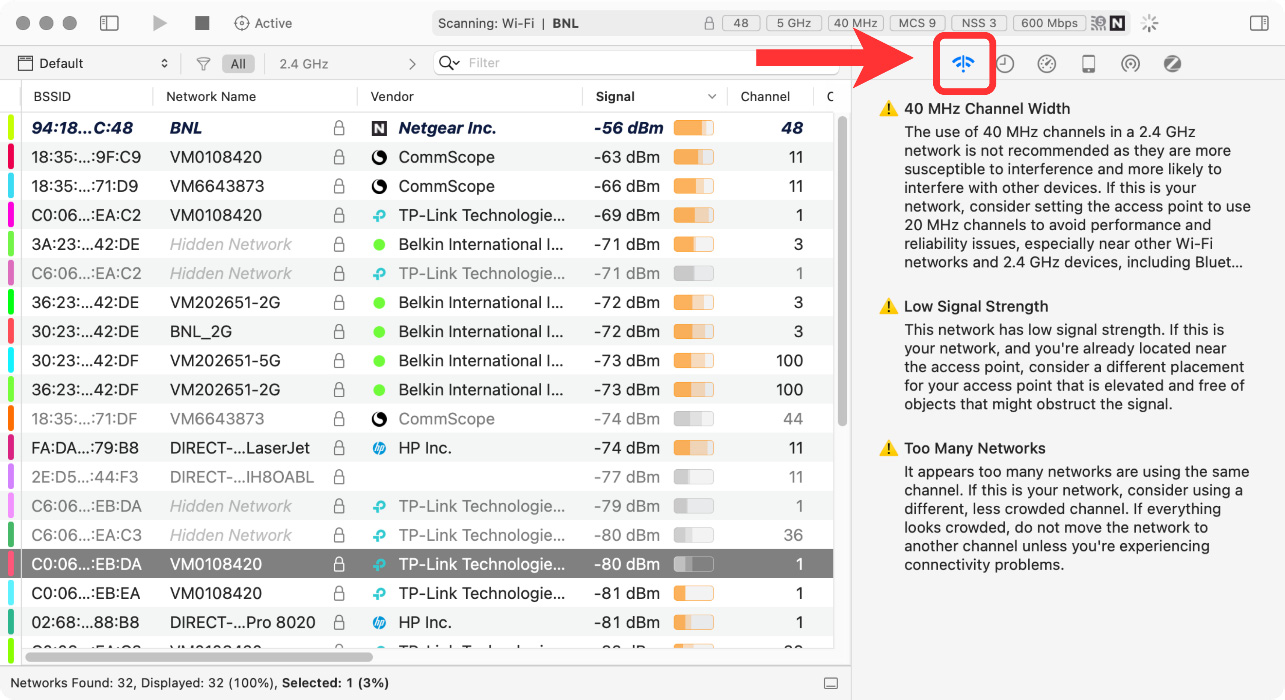 Active
Scanning: Wi-Fi | BNL
48
5 GHz
40 MHz
MCS 9
NSS 3
600 Mbps
N
Default
All
2.4 GHz
Filter
BSSID Network Name Vendor Signal Channel C
94:18...C:48 BNL N Netgear Inc. -56 dBm 48
18:35:...:9F:C9 VM0108420 CommScope -63 dBm 11
18:35:...:71:D9 VM6643873 CommScope -66 dBm 11
C0:06...:EA:C2 VM0108420 TP-Link Technologie... -69 dBm 1
3A:23:...42:DE Hidden Network Belkin International I... -71 dBm 3
C6:06...:EA:C2 Hidden Network TP-Link Technologie... -71 dBm 1
36:23:...42:DE VM202651-2G Belkin International I... -72 dBm 3
30:23:...42:DE BNL_2G Belkin International I... -72 dBm 3
30:23:...42:DF VM202651-5G Belkin International I... -73 dBm 100
36:23:...42:DF VM202651-2G Belkin International I... -73 dBm 100
18:35:...:71:DF VM6643873 CommScope -74 dBm 44
FA:DA...:79:B8 DIRECT-...LaserJet hp HP Inc. -74 dBm 11
2E:D5...:44:F3 DIRECT-...IH8OABL -77 dBm 11
C6:06...:EB:DA Hidden Network TP-Link Technologie... -79 dBm 1
C6:06...:EA:C3 Hidden Network TP-Link Technologie... -80 dBm 36
C0:06...:EB:DA VM0108420 TP-Link Technologie... -80 dBm 1
C0:06...:EB:EA VM0108420 TP-Link Technologie... -81 dBm 1
02:68:...88:B8 DIRECT-...Pro 8020 hp HP Inc. -81 dBm 1
Networks Found: 32, Displayed: 32 (100%), Selected: 1 (3%)
40 MHz Channel Width
The use of 40 MHz channels in a 2.4 GHz
network is not recommended as they are more
susceptible to interference and more likely to
interfere with other devices. If this is your
network, consider setting the access point to use
20 MHz channels to avoid performance and
reliability issues, especially near other Wi-Fi
networks and 2.4 GHz devices, including Bluet...
Low Signal Strength
This network has low signal strength. If this is
your network, and you're already located near
the access point, consider a different placement
for your access point that is elevated and free of
objects that might obstruct the signal.
Too Many Networks
It appears too many networks are using the same
channel. If this is your network, consider using a
different, less crowded channel. If everything
looks crowded, do not move the network to
another channel unless you're experiencing
connectivity problems.